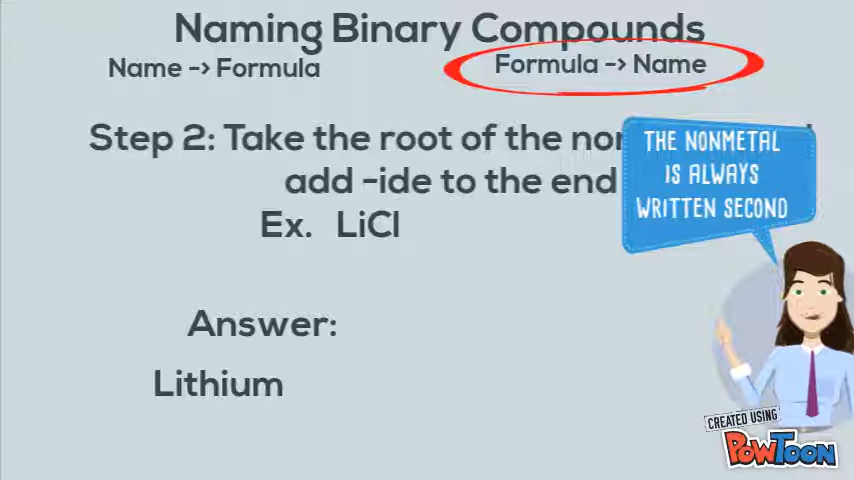 Naming Binary Compounds
Name -> Formula
Formula -> Name
Step 2: Take the root of the
add -ide to the end
Ex. LiCl
THE NONMETAL
IS ALWAYS
WRITTEN SECOND
Answer:
Lithium
CREATED USING
POWTOON